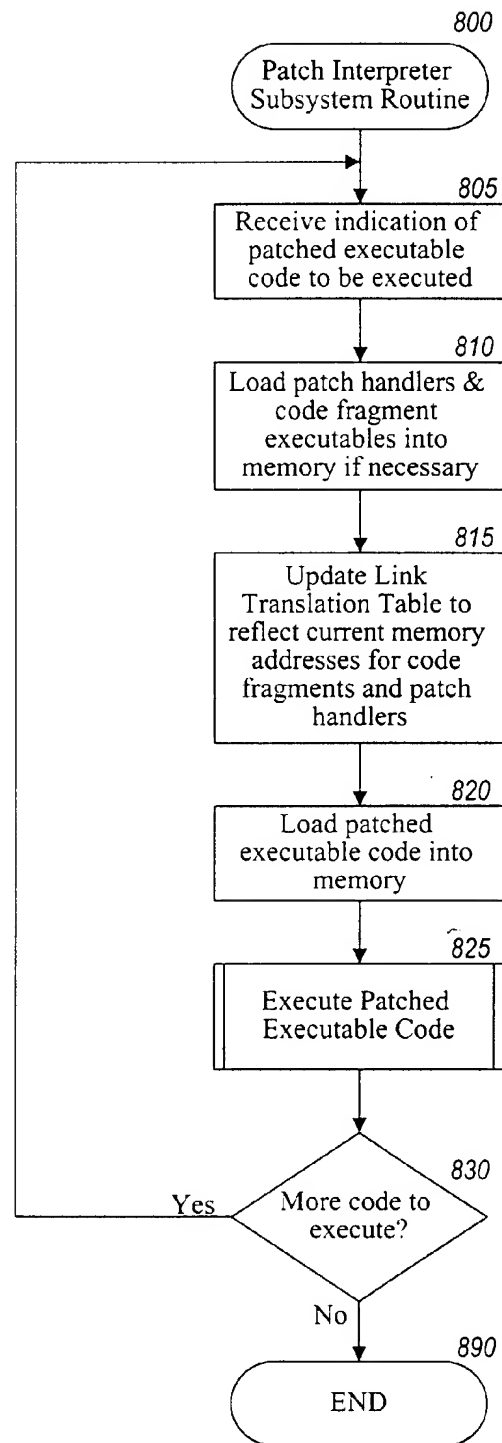 800
Patch Interpreter
Subsystem Routine
805
Receive indication of
patched executable
code to be executed
810
Load patch handlers &
code fragment
executables into
memory if necessary
815
Update Link
Translation Table to
reflect current memory
addresses for code
fragments and patch
handlers
820
Load patched
executable code into
memory
825
Execute Patched
Executable Code
830
More code to
execute?
Yes
No
890
END